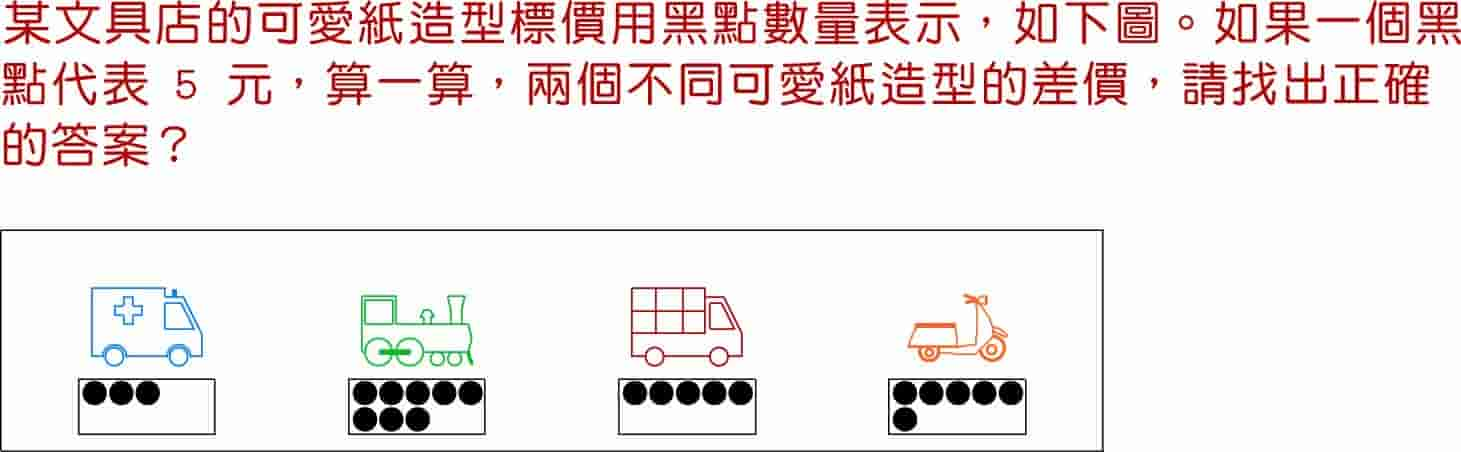 某文具店的可愛紙造型標價用黑點數量表示，如下圖。如果一個黑
點代表 5 元，算一算，兩個不同可愛紙造型的差價，請找出正確
的答案？